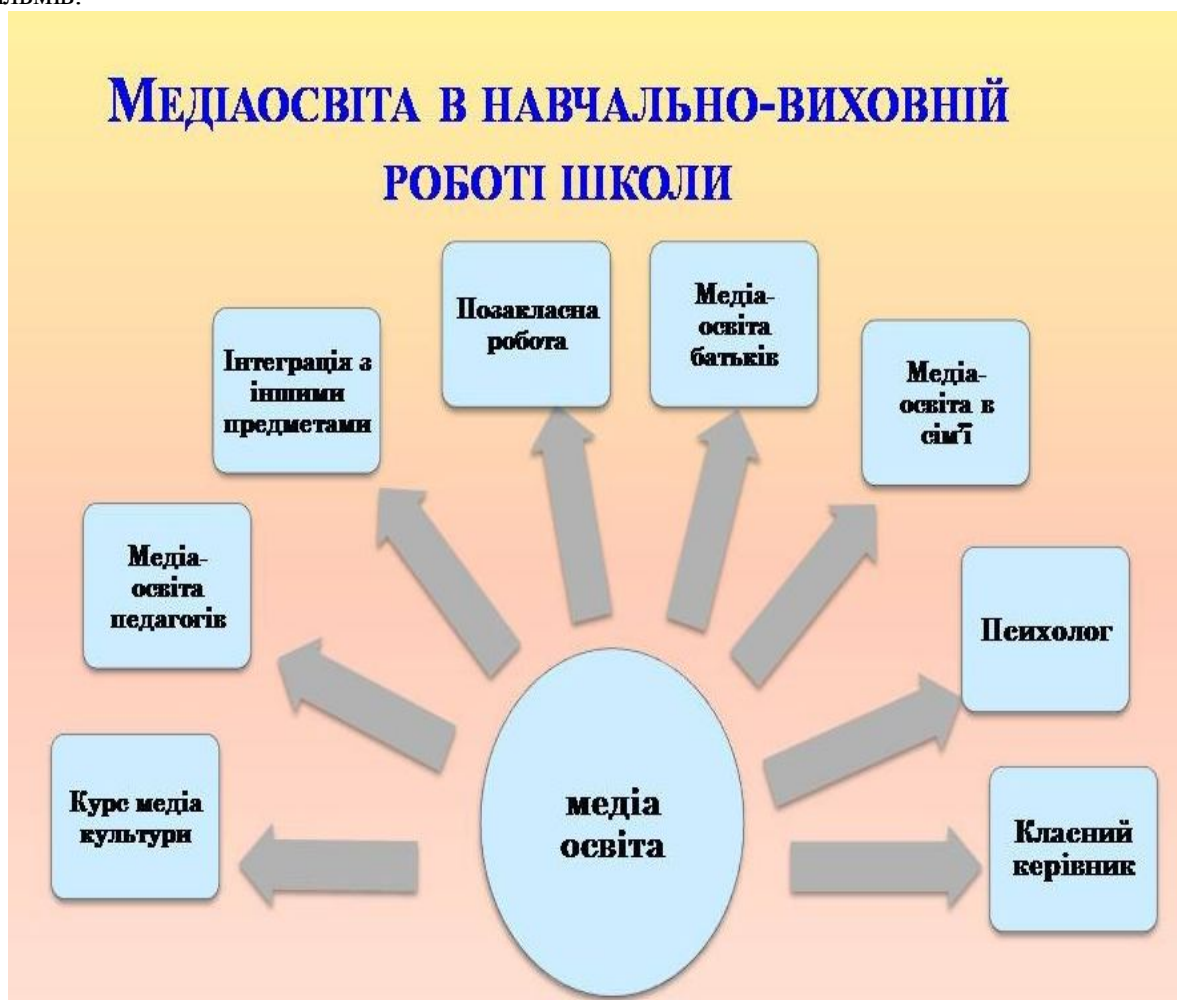 МЕДІАОСВІТА В НАВЧАЛЬНО-ВИХОВНІЙ
РОБОТІ ШКОЛИ
Позакласна
робота
Медіа-
освіта
батьків
Інтеграція з
іншими
предметами
Медіа-
освіта в
сім'ї
Медіа-
освіта
педагогів
Психолог
Курс медіа
культури
медіа
освіта
Класний
керівник